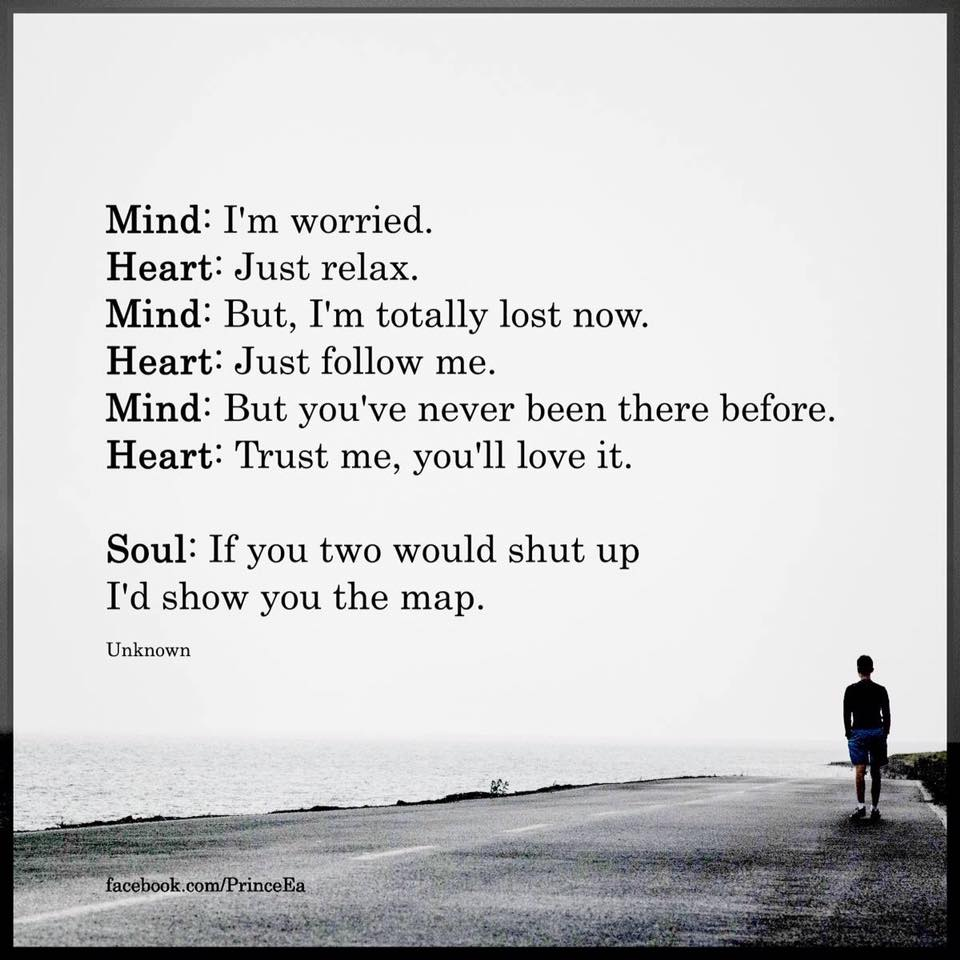 Mind: I'm worried.
Heart: Just relax.
Mind: But, I'm totally lost now.
Heart: Just follow me.
Mind: But you've never been there before.
Heart: Trust me, you'll love it.
Soul: If you two would shut up
I'd show you the map.
Unknown
facebook.com/PrinceEa